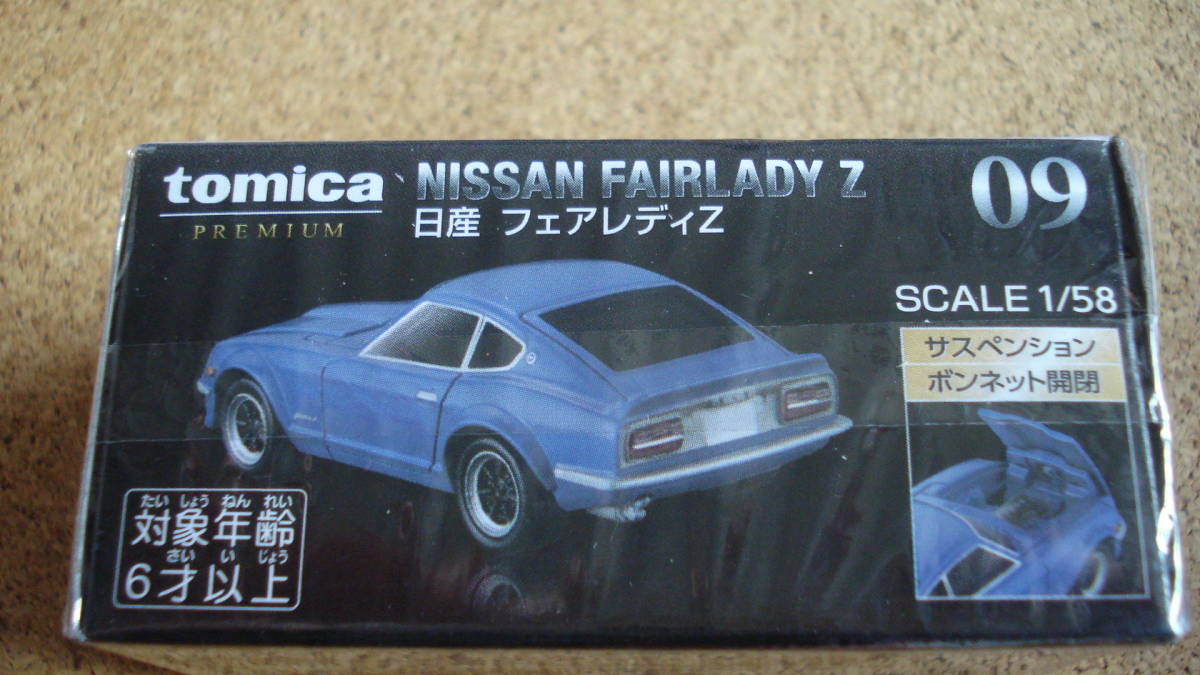 tomica
PREMIUM
NISSAN FAIRLADY Z
日産 フェアレディZ
09
SCALE 1/58
サスペンション
ボンネット開閉
たい しょう ねん れい
対象年齢
さい い じょう
6才以上